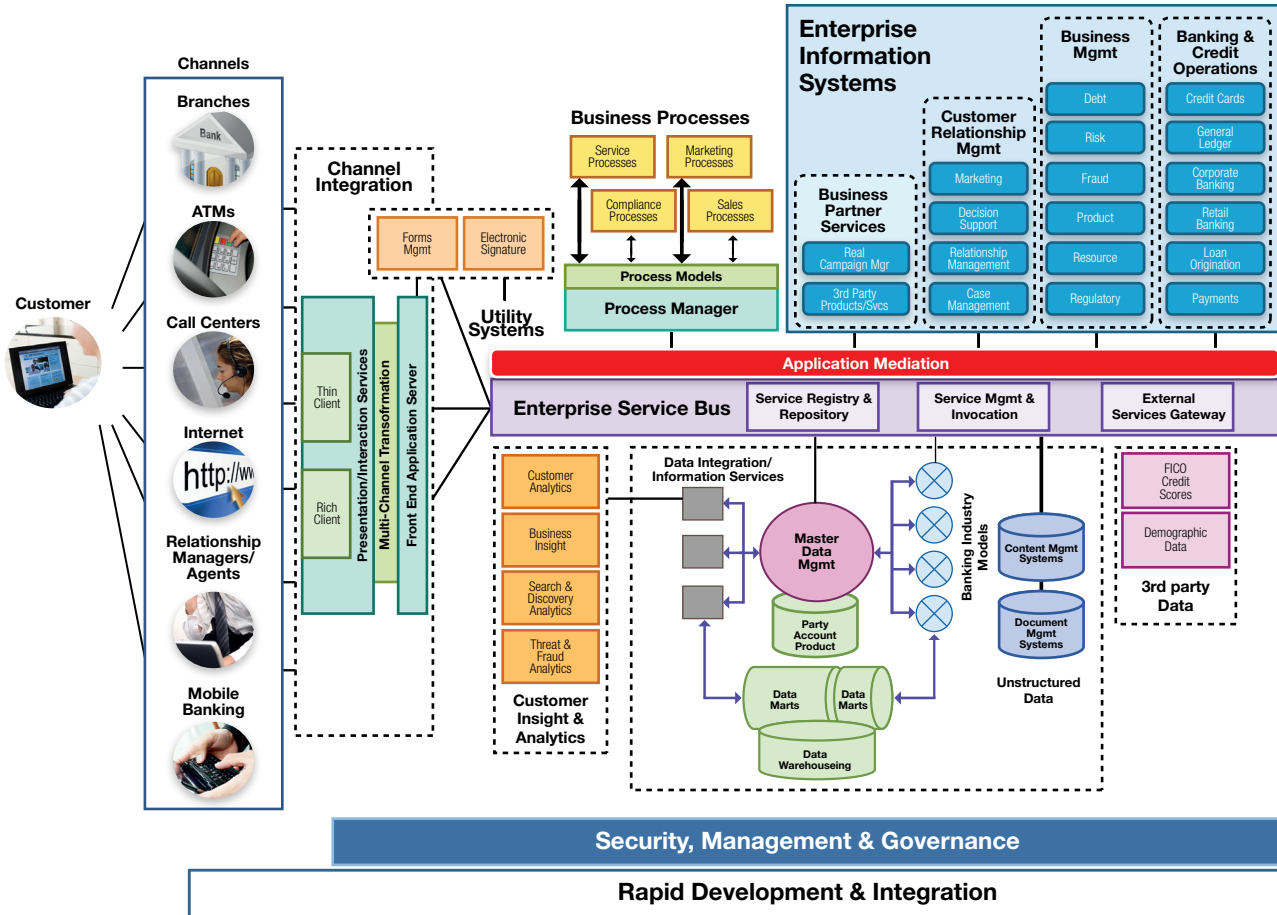 Channels
Customer
Branches
Bank
ATMs
Call Centers
Internet
http://ww
Relationship
Managers/
Agents
Mobile
Banking
Channel
Integration
Thin
Client
Rich
Client
Presentation/Interaction Services
Multi-Channel Transofrmation
Front End Application Server
Forms
Mgmt
Electronic
Signature
Utility
Systems
Business Processes
Service
Processes
Marketing
Processes
Compliance
Processes
Sales
Processes
Process Models
Process Manager
Enterprise
Information
Systems
Business
Partner
Services
Real
Campaign Mgr
3rd Party
Products/Svcs
Customer
Relationship
Mgmt
Marketing
Decision
Support
Relationship
Management
Case
Management
Business
Mgmt
Debt
Risk
Fraud
Product
Resource
Regulatory
Banking &
Credit
Operations
Credit Cards
General
Ledger
Corporate
Banking
Retail
Banking
Loan
Origination
Payments
Application Mediation
Enterprise Service Bus
Service Registry &
Repository
Service Mgmt &
Invocation
External
Services Gateway
Customer
Analytics
Business
Insight
Search &
Discovery
Analytics
Threat &
Fraud
Analytics
Customer
Insight &
Analytics
Data Integration/
Information Services
Master
Data
Mgmt
Party
Account
Product
Data
Marts
Data
Marts
Data
Warehouseing
Banking Industry
Models
Content Mgmt
Systems
Document
Mgmt
Systems
Unstructured
Data
FICO
Credit
Scores
Demographic
Data
3rd party
Data
Security, Management & Governance
Rapid Development & Integration